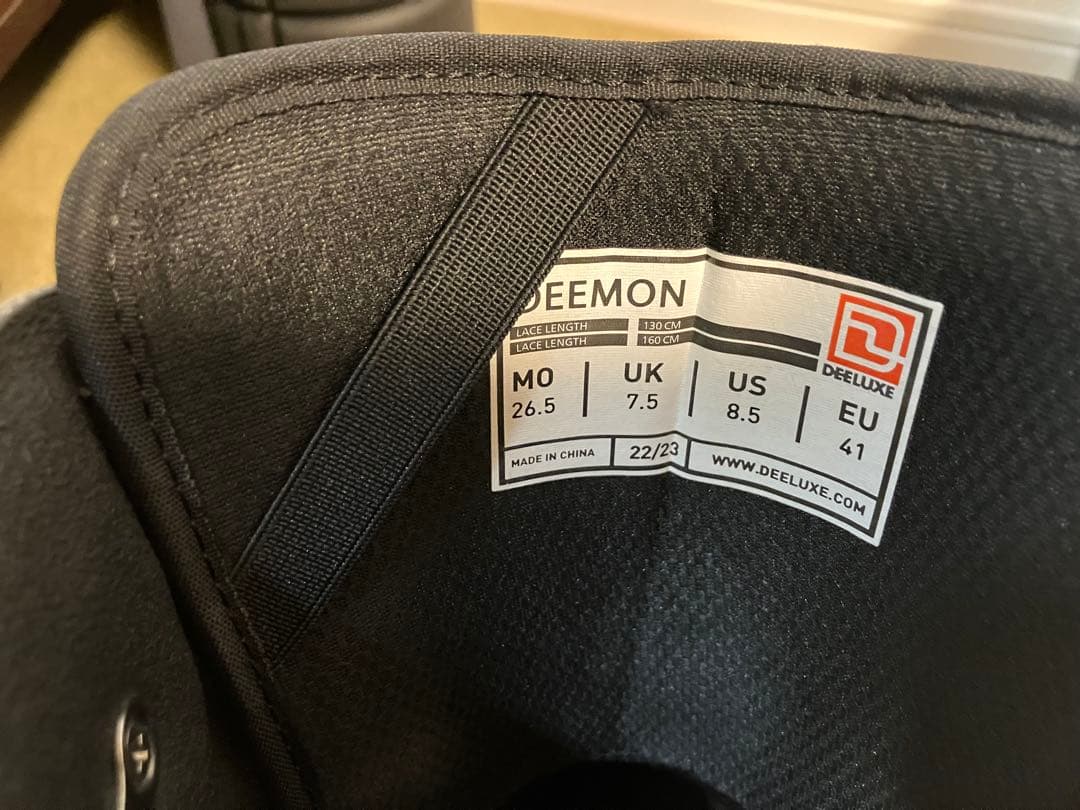 DEEMON
LACE LENGTH 130 CM
LACE LENGTH 160 CM
DEELUXE
MO UK US EU
26.5 7.5 8.5 41
MADE IN CHINA 22/23 WWW.DEELUXE.COM